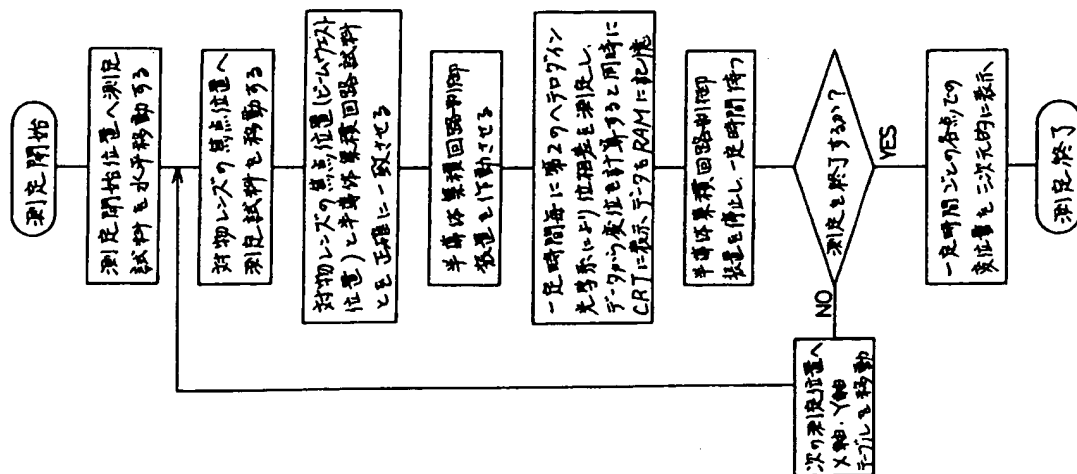 測定開始
測定開始位置へ測定
試料を水平移動する
対物レンズの焦点位置へ
測定試料を移動する
対物レンズの焦点位置(ビームウエスト
位置)と半導体集積回路試料
とを正確に一致させる
半導体集積回路制御
装置を作動させる
一定時間毎に第2のヘテロダイン
光学系により位相差を測定し、
データから変位を計算すると同時に
CRTに表示、データをRAMに記憶
半導体集積回路制御
装置を停止し一定時間待つ
測定を終了するか?
NO
YES
次の測定位置へ
X軸、Y軸
テーブルを移動
一定時間ごとの各点での
変位量を三次元的に表示
測定終了